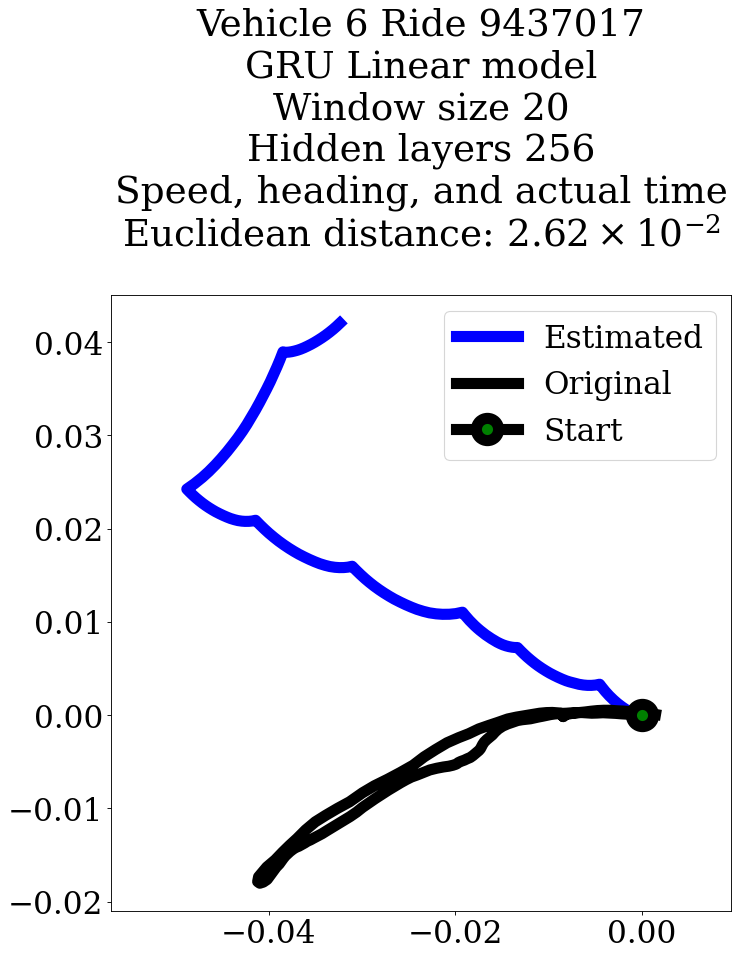 Vehicle 6 Ride 9437017
GRU Linear model
Window size 20
Hidden layers 256
Speed, heading, and actual time
Euclidean distance: 2.62 × 10⁻²
Estimated
Original
Start
0.04
0.03
0.02
0.01
0.00
−0.01
−0.02
−0.04
−0.02
0.00